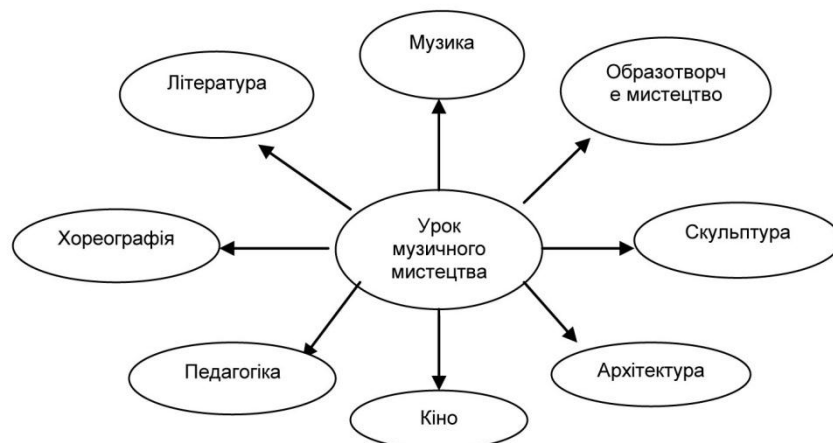 Музика
Література
Образотворч
е мистецтво
Хореографія
Урок
музичного
мистецтва
Скульптура
Педагогіка
Архітектура
Кіно